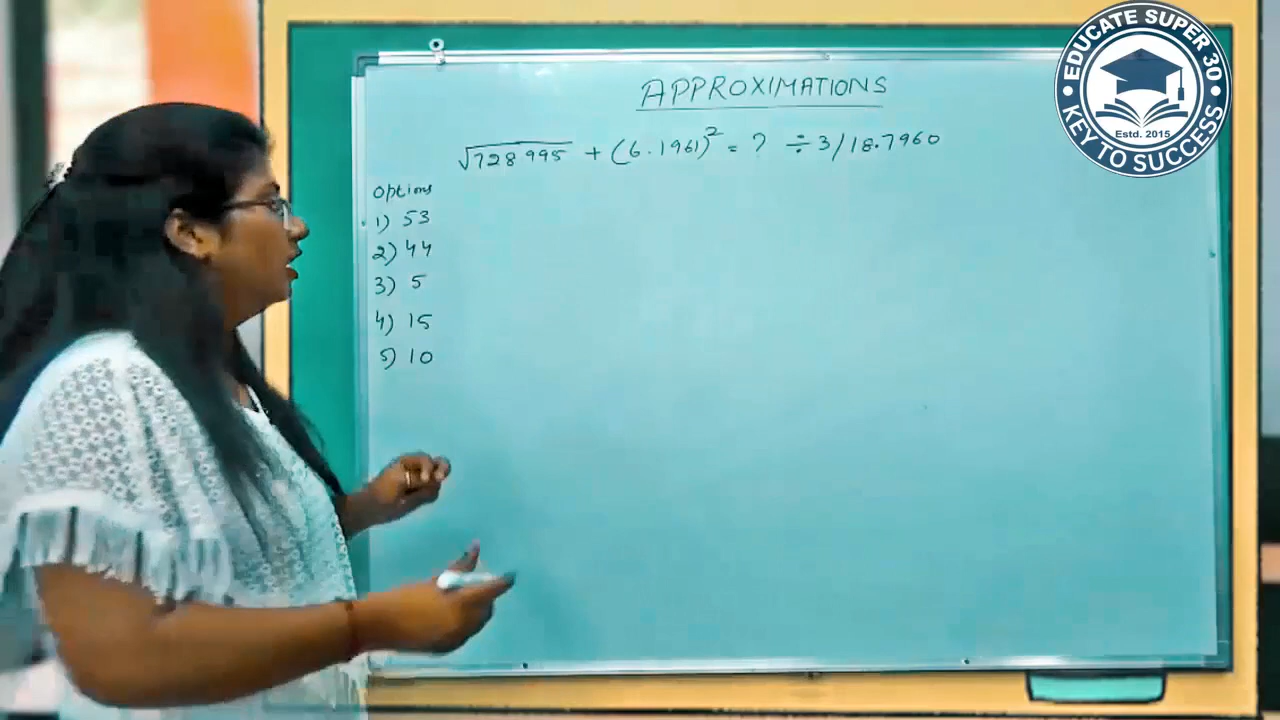 APPROXIMATIONS
√728995 + (6.1961)² = ? ÷ 3/18.7960
Options
1) 53
2) 44
3) 5
4) 15
5) 10
EDUCATE SUPER 30
Estd. 2015
KEY TO SUCCESS